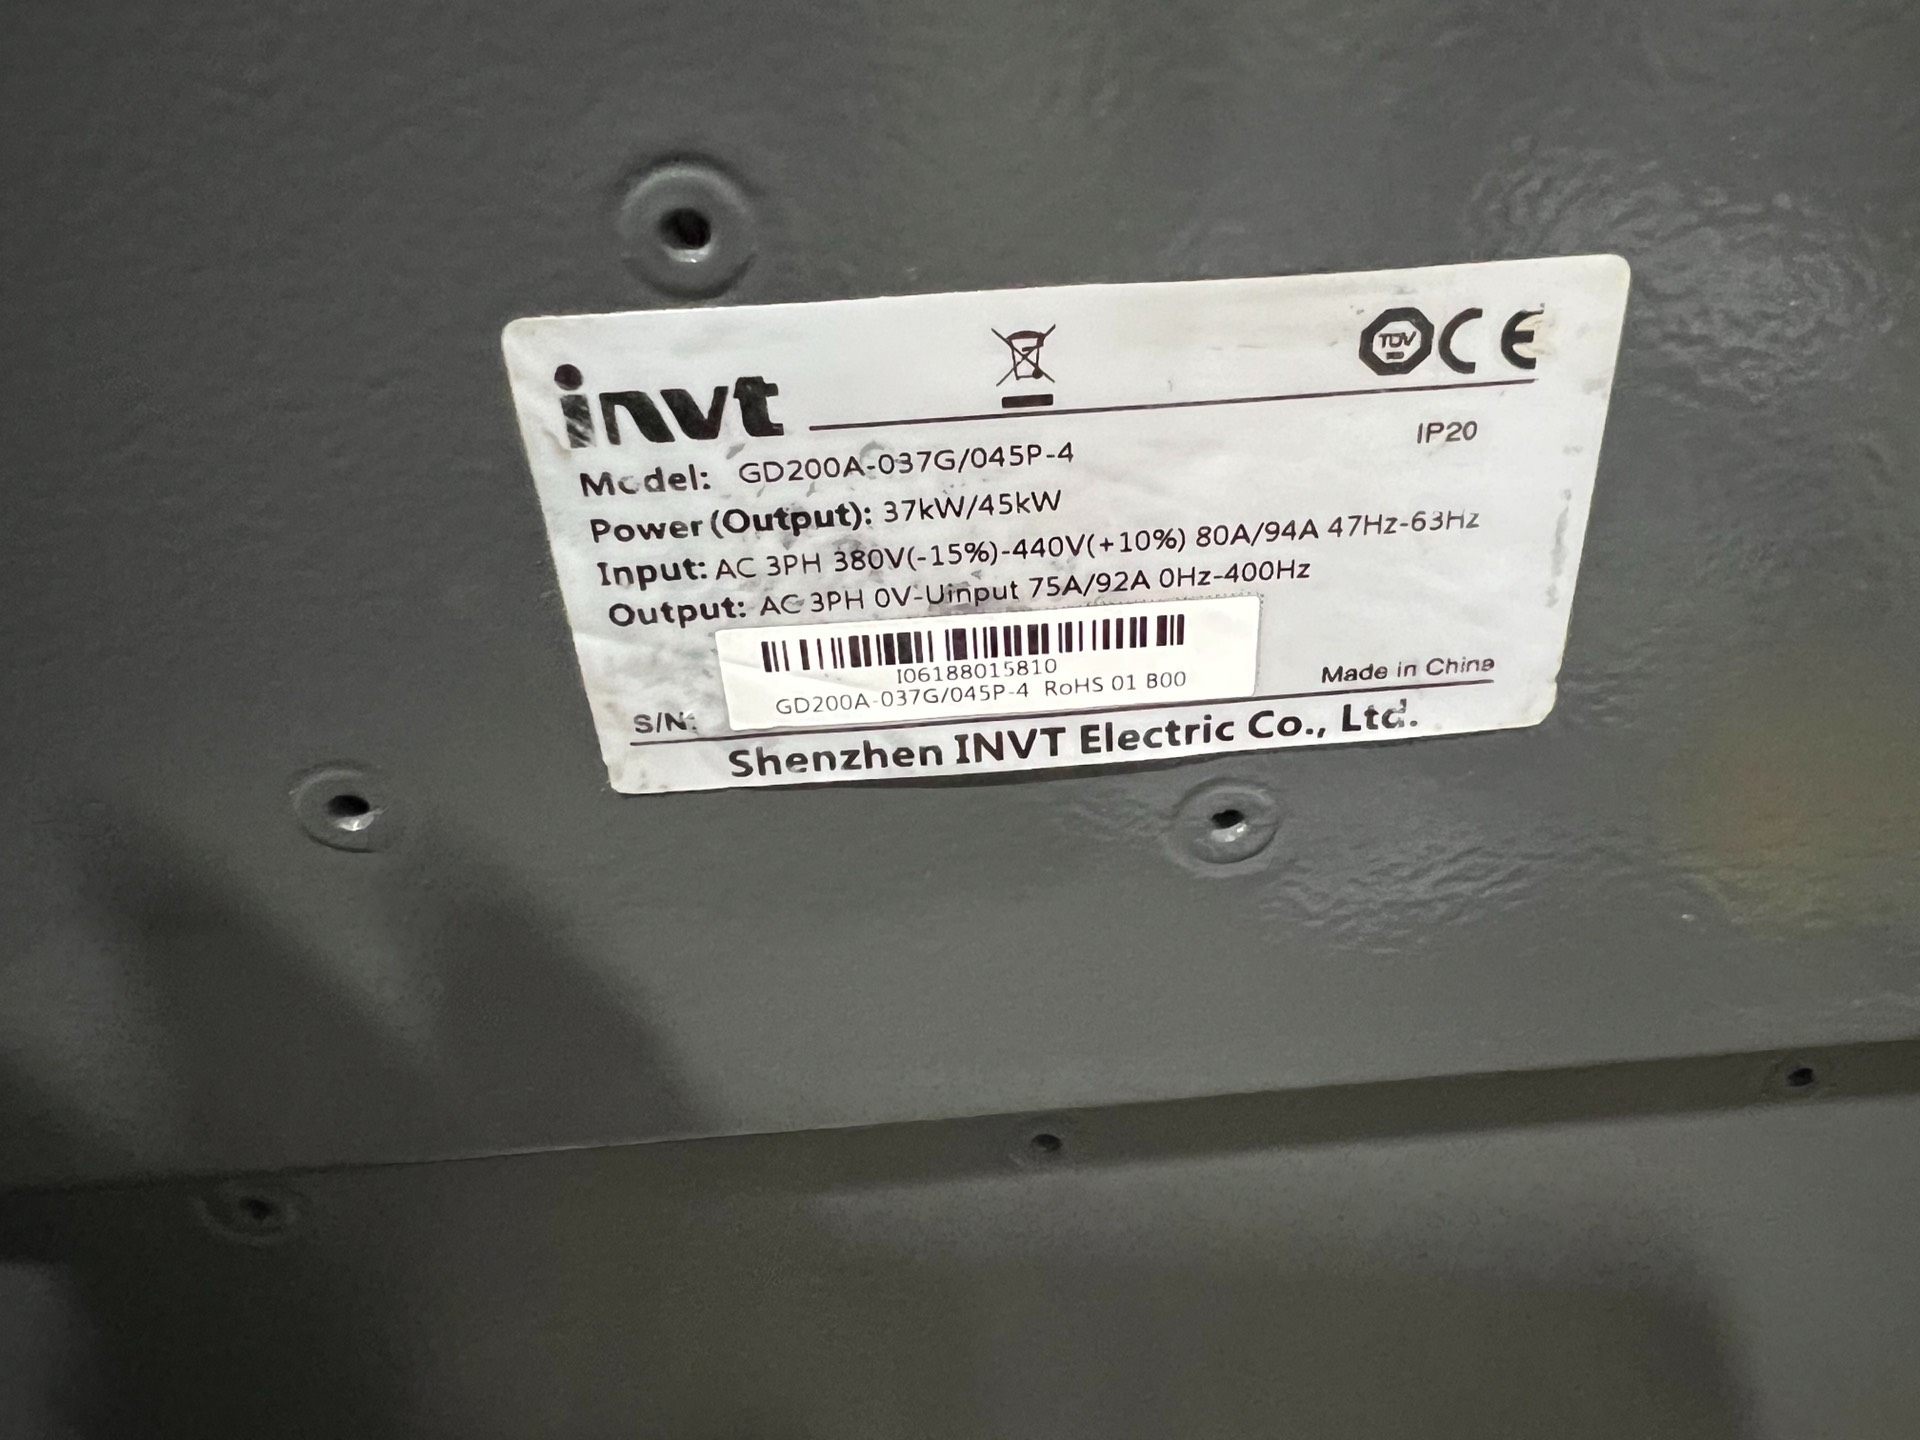 invt
TÜV CE
IP20
Model: GD200A-037G/045P-4
Power (Output): 37kW/45kW
Input: AC 3PH 380V(-15%)-440V(+10%) 80A/94A 47Hz-63Hz
Output: AC 3PH 0V-Uinput 75A/92A 0Hz-400Hz
I06188015810
GD200A-037G/045P-4 RoHS 01 B00
S/N:
Made in China
Shenzhen INVT Electric Co., Ltd.